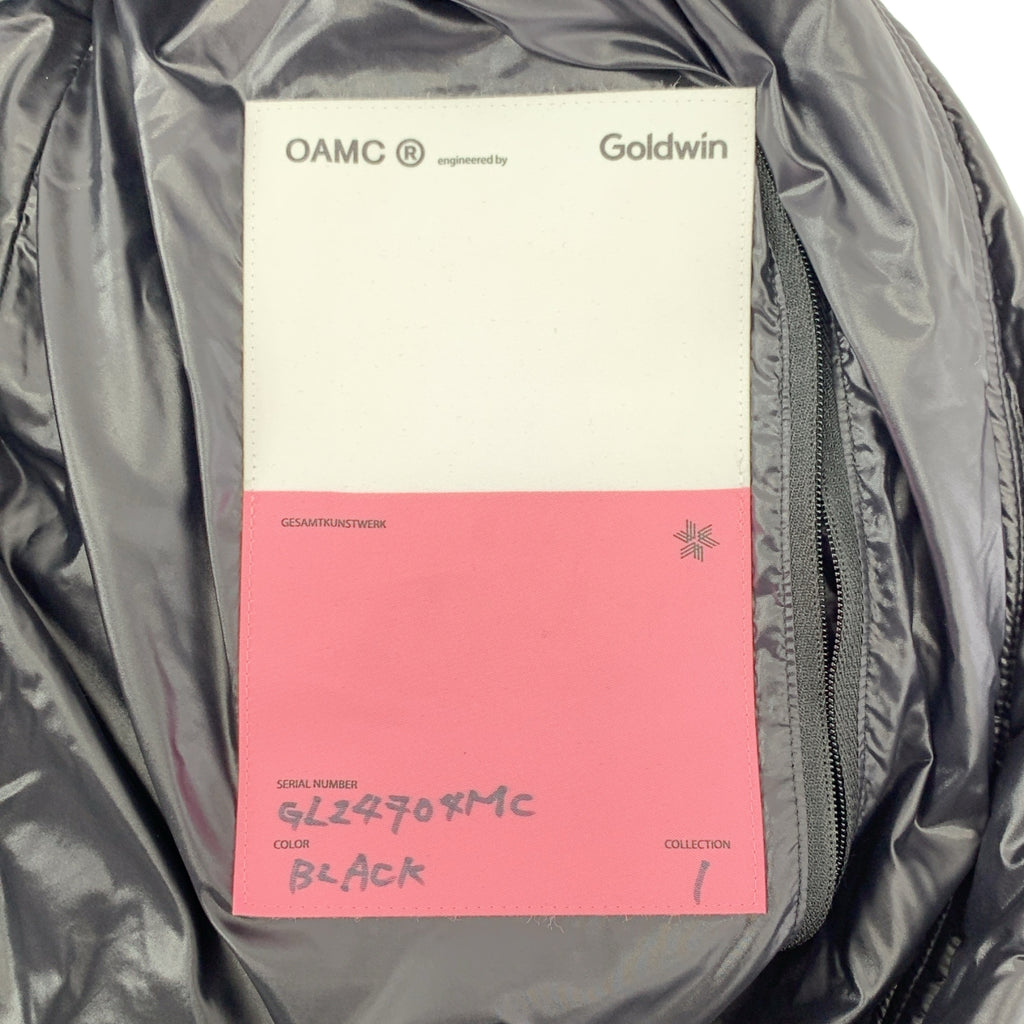 OAMC ® engineered by Goldwin
GESAMTKUNSTWERK
SERIAL NUMBER
GL24704MC
COLOR COLLECTION
BLACK 1